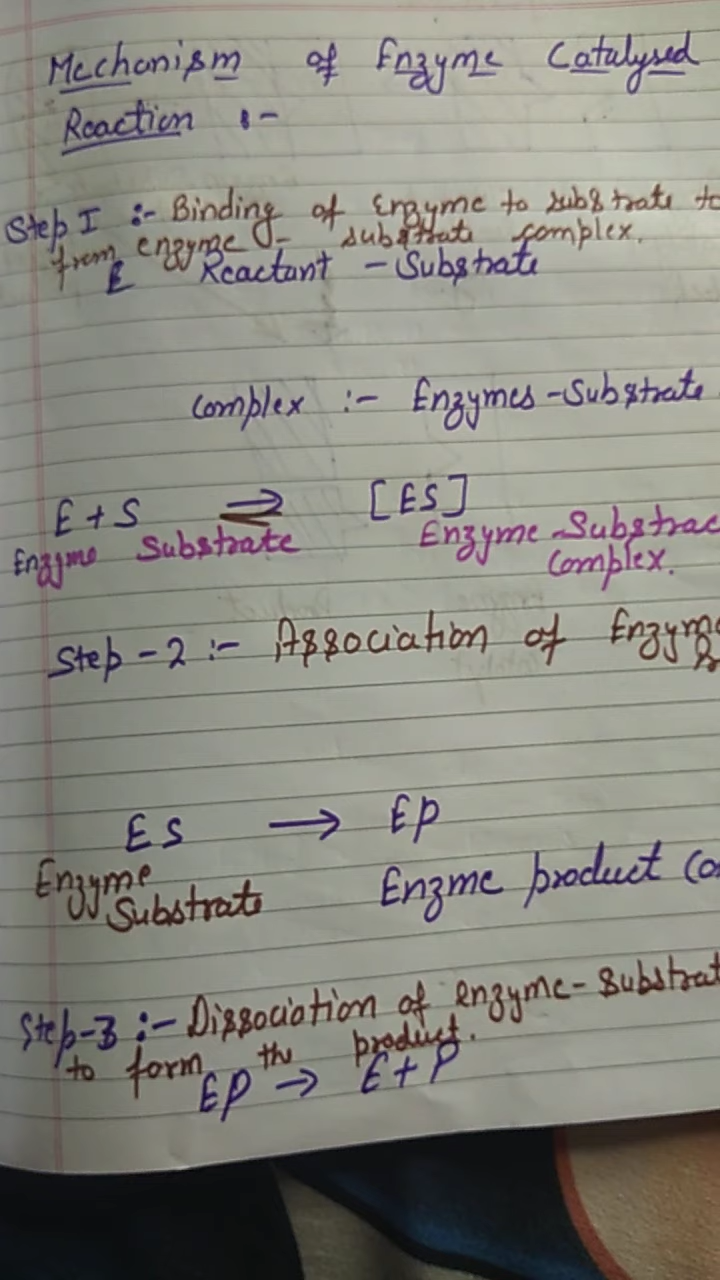 Mechanism of Enzyme Catalysed
Reaction :-
Step I :- Binding of Enzyme to substrate to
from enzyme - substrate complex.
E Reactant - Substrate
Complex :- Enzymes - Substrate
E + S ⇌ [ES]
Enzyme Substrate Enzyme - Substrac
Complex.
Step - 2 :- Association of Enzyme
ES → EP
Enzyme Enzme product Co
Substrate
Step-3 :- Dissociation of enzyme - Substrat
to form the product.
EP → E + P